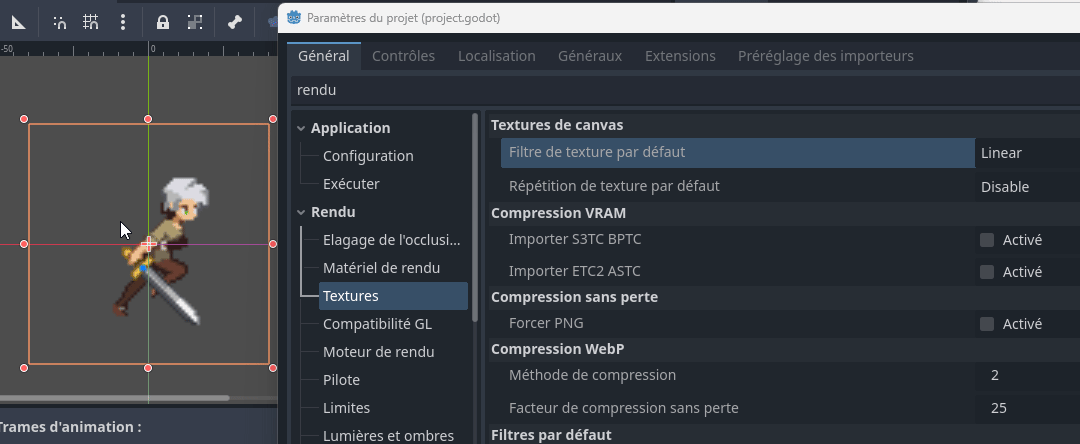 Paramètres du projet (project.godot)
-50
0
Général
Contrôles
Localisation
Généraux
Extensions
Préréglage des importeurs
rendu
Application
Configuration
Exécuter
Rendu
Elagage de l'occlusi...
Matériel de rendu
Textures
Compatibilité GL
Moteur de rendu
Pilote
Limites
Lumières et ombres
Textures de canvas
Filtre de texture par défaut
Linear
Répétition de texture par défaut
Disable
Compression VRAM
Importer S3TC BPTC
Activé
Importer ETC2 ASTC
Activé
Compression sans perte
Forcer PNG
Activé
Compression WebP
Méthode de compression
2
Facteur de compression sans perte
25
Filtres par défaut
Trames d'animation :